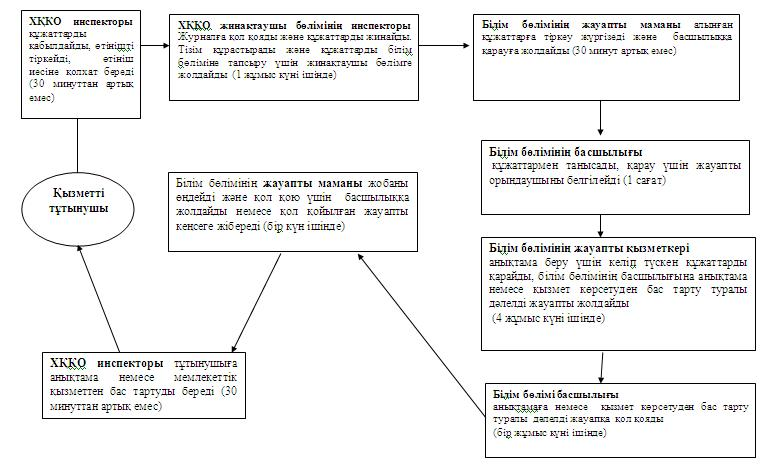 ХҚКО инспекторы
құжаттарды
қабылдайды, өтінішті
тіркейді, өтініш
иесіне қолхат береді
(30 минуттан артық
емес)
ХҚКО жинақтаушы бөлімінің инспекторы
Журналға қол қояды және құжаттарды жинайды.
Тізім құрастырады және құжаттарды білім
бөліміне тапсыру үшін жинақтаушы бөлімге
жолдайды (1 жұмыс күні ішінде)
Бідім бөлімінің жауапты маманы алынған
құжаттарға тіркеу жүргізеді және басшылыққа
қарауға жолдайды (30 минут артық емес)
Бідім бөлімінің басшылығы
құжаттармен танысады, қарау үшін жауапты
орындаушыны белгілейді (1 сағат)
Бідім бөлімінің жауапты қызметкері
анықтама беру үшін келіп түскен құжаттарды
қарайды, білім бөлімінің басшылығына анықтама
немесе қызмет көрсетуден бас тарту туралы
дәлелді жауапты жолдайды
(4 жұмыс күні ішінде)
Бідім бөлімі басшылығы
анықтамаға немесе қызмет көрсетуден бас тарту
туралы дәлелді жауапқа қол қояды
(бір жұмыс күні ішінде)
Білім бөлімінің жауапты маманы жобаны
өңдейді және қол қою үшін басшылыққа
жолдайды немесе қол қойылған жауапты
кеңсеге жібереді (бір күн ішінде)
ХҚКО инспекторы тұтынушыға
анықтама немесе мемлекеттік
қызметтен бас тартуды береді (30
минуттан артық емес)
Қызметті
тұтынушы